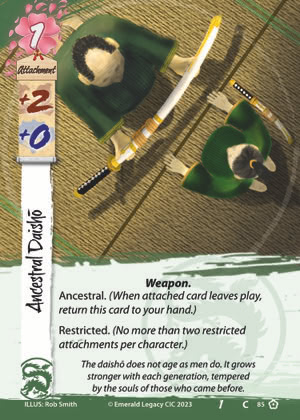 1
Attachment
+2
+0
Ancestral Daishō
Weapon.
Ancestral. (When attached card leaves play,
return this card to your hand.)
Restricted. (No more than two restricted
attachments per character.)
The daishō does not age as men do. It grows
stronger with each generation, tempered
by the souls of those who came before.
ILLUS: Rob Smith
© Emerald Legacy CIC 2023
1 C 85